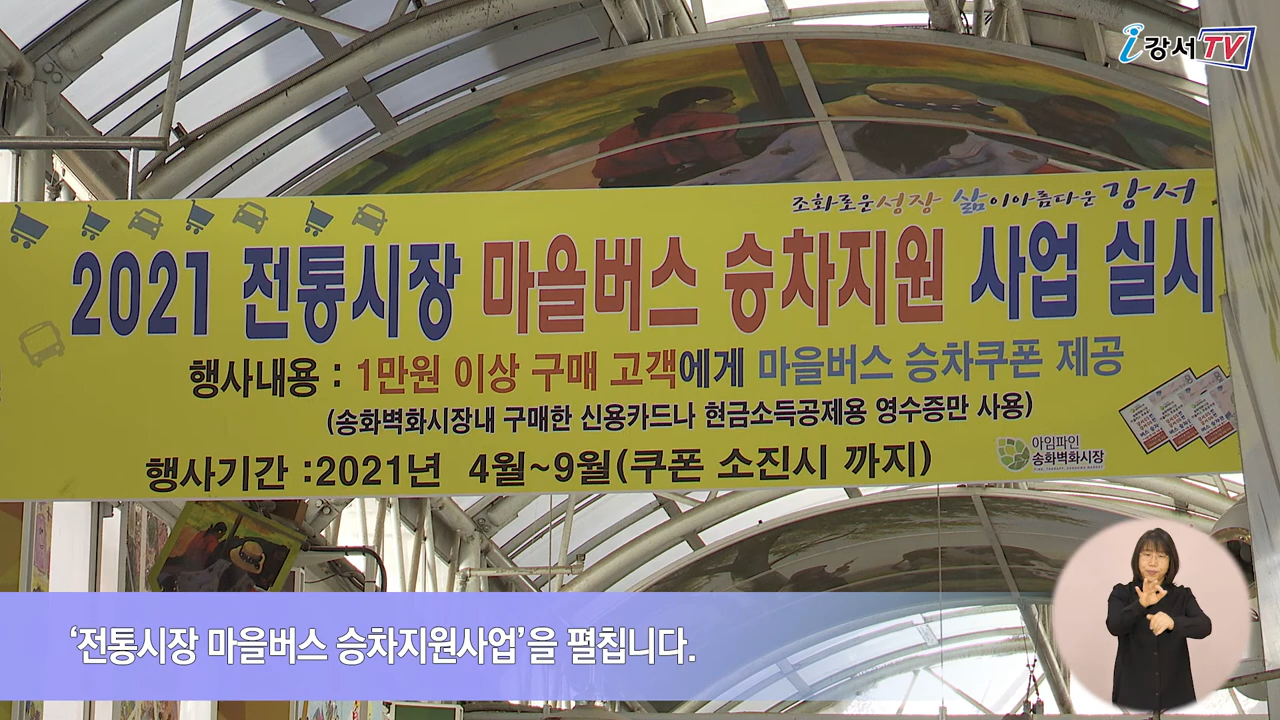 i강서TV
조화로운성장 삶이아름다운 강서
2021 전통시장 마을버스 승차지원 사업 실시
행사내용 : 1만원 이상 구매 고객에게 마을버스 승차쿠폰 제공
(송화벽화시장내 구매한 신용카드나 현금소득공제용 영수증만 사용)
아임파인
송화벽화시장
행사기간 :2021년 4월~9월(쿠폰 소진시 까지)
‘전통시장 마을버스 승차지원사업’을 펼칩니다.